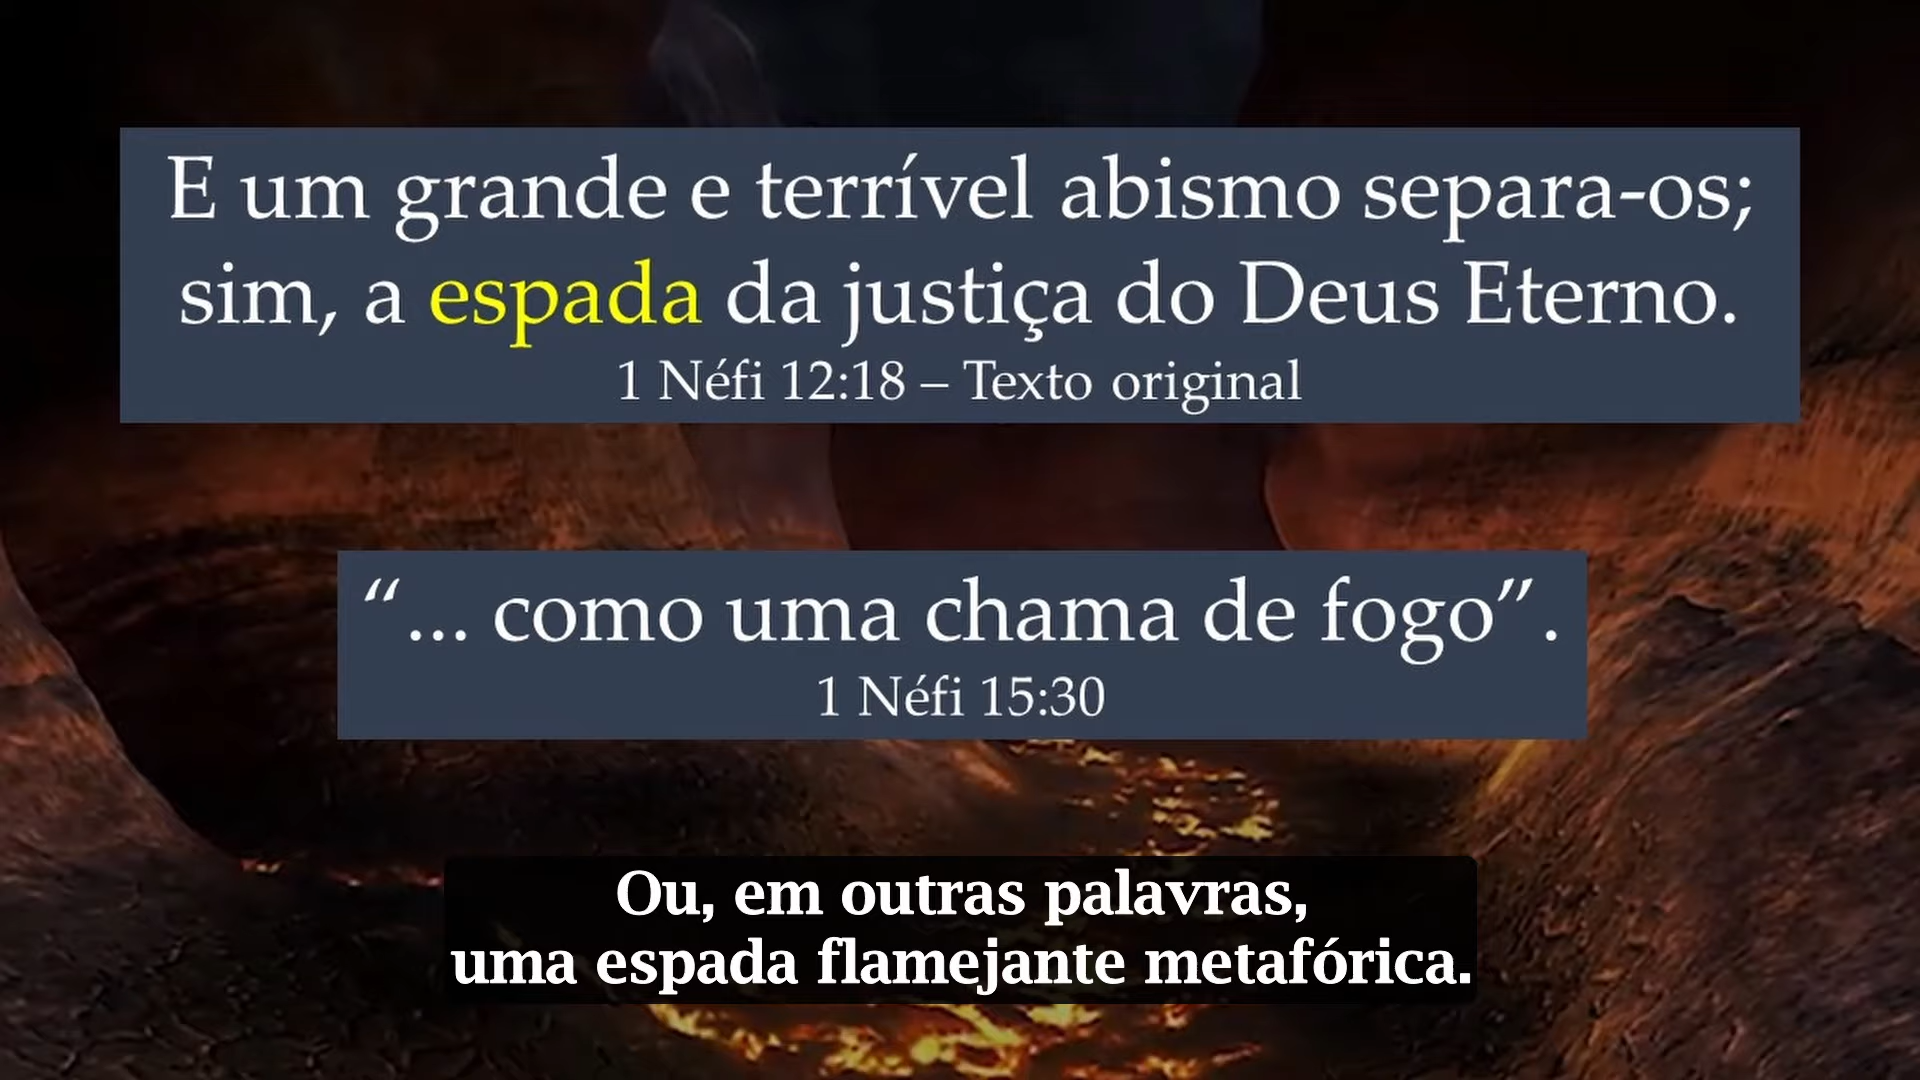 E um grande e terrível abismo separa-os;
sim, a espada da justiça do Deus Eterno.
1 Néfi 12:18 – Texto original
“... como uma chama de fogo”.
1 Néfi 15:30
Ou, em outras palavras,
uma espada flamejante metafórica.